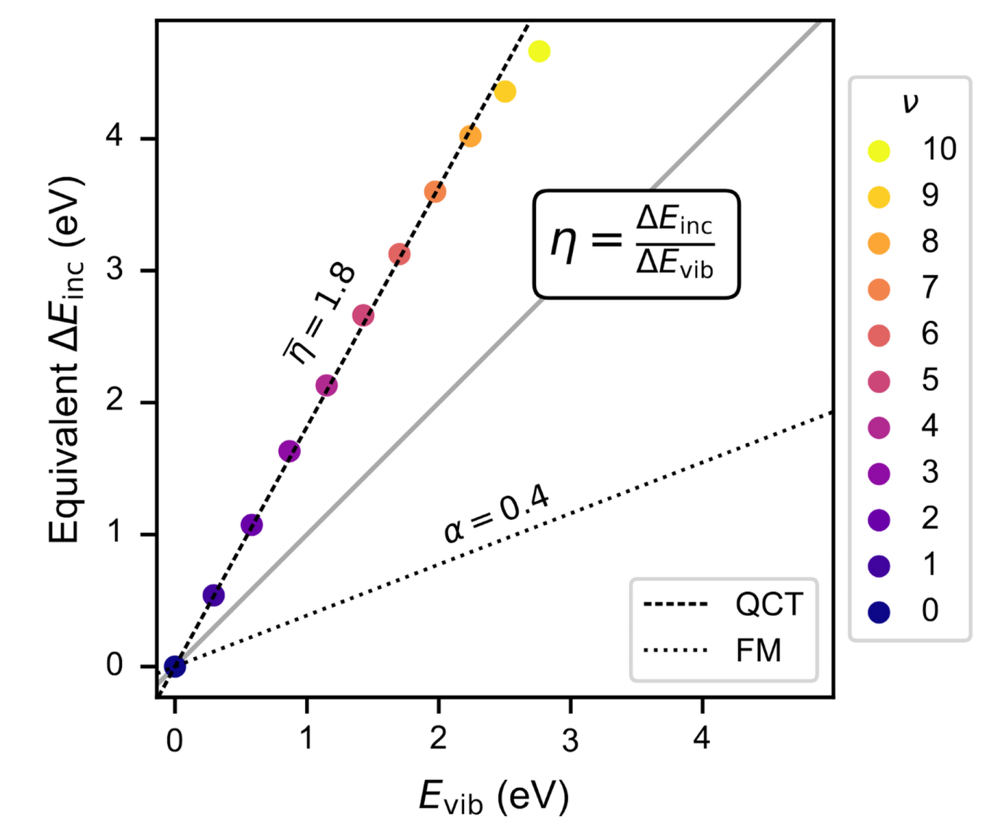 Equivalent ΔE_inc (eV)
4
3
2
1
0
0 1 2 3 4
E_vib (eV)
η̅ = 1.8
η = ΔE_inc / ΔE_vib
α = 0.4
QCT
FM
ν
10
9
8
7
6
5
4
3
2
1
0